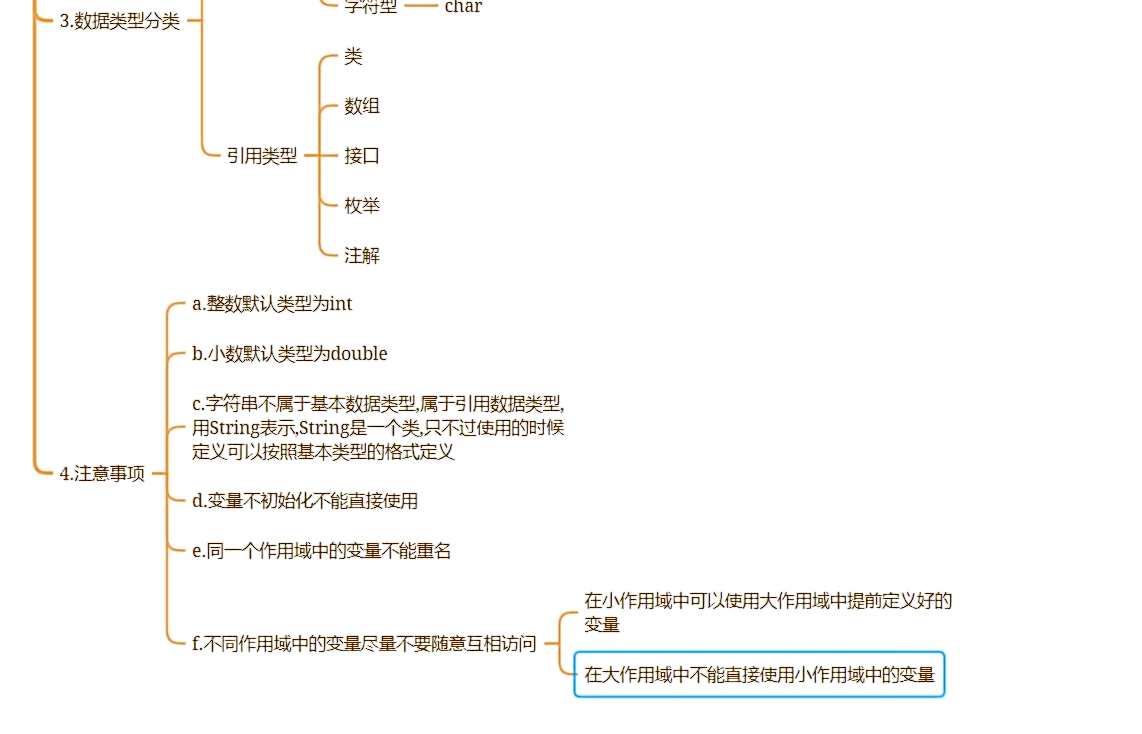 字符型
char
3.数据类型分类
类
数组
引用类型
接口
枚举
注解
a.整数默认类型为int
b.小数默认类型为double
c.字符串不属于基本数据类型,属于引用数据类型,
用String表示,String是一个类,只不过使用的时候
定义可以按照基本类型的格式定义
4.注意事项
d.变量不初始化不能直接使用
e.同一个作用域中的变量不能重名
f.不同作用域中的变量尽量不要随意互相访问
在小作用域中可以使用大作用域中提前定义好的
变量
在大作用域中不能直接使用小作用域中的变量